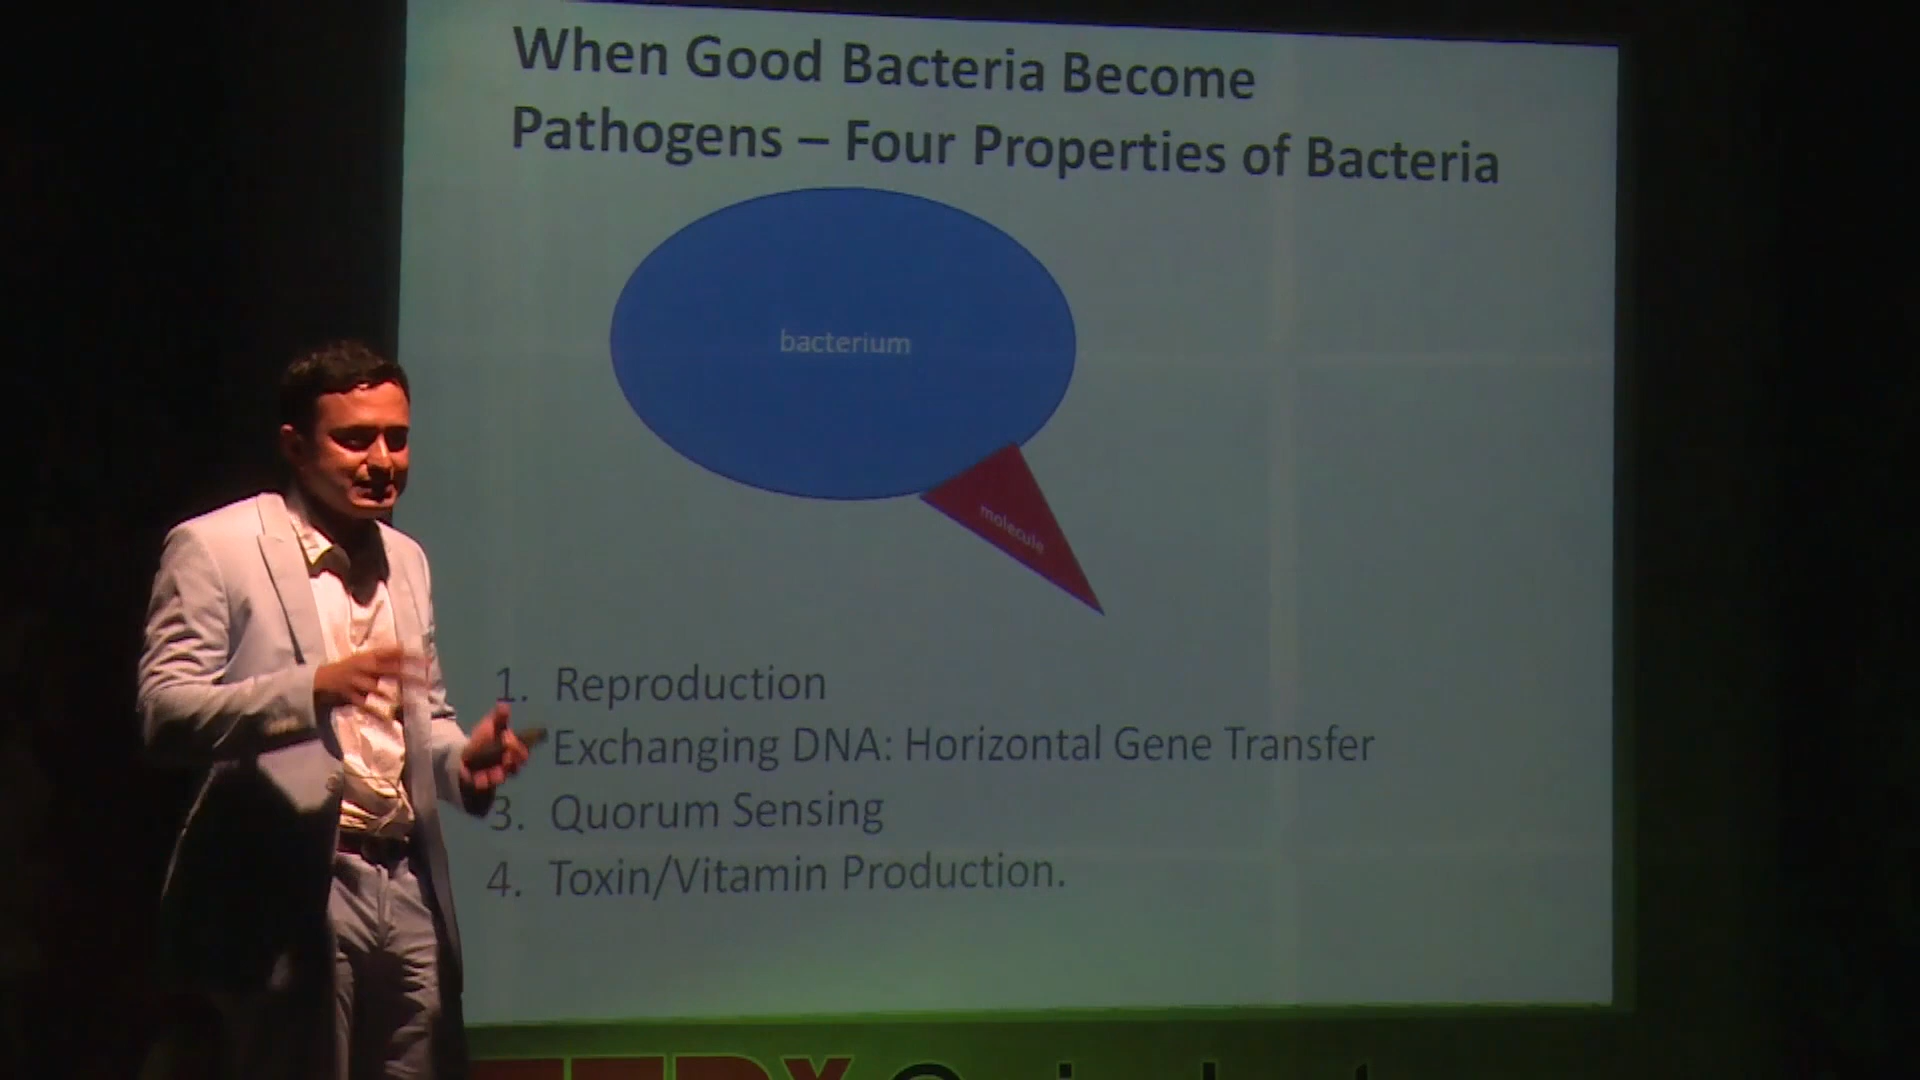 When Good Bacteria Become
Pathogens – Four Properties of Bacteria
bacterium
molecule
1. Reproduction
Exchanging DNA: Horizontal Gene Transfer
3. Quorum Sensing
4. Toxin/Vitamin Production.